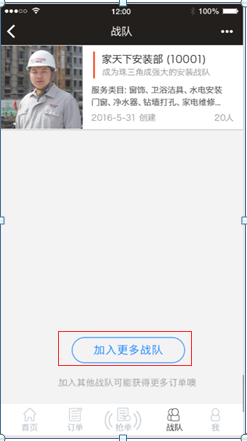 12:00
100%
战队
家天下安装部 (10001)
成为珠三角成强大的安装战队
服务类目: 窗饰、卫浴洁具、水电安装
门窗、净水器、钻墙打孔、家电维修...
2016-5-31 创建
20人
加入更多战队
加入其他战队可能获得更多订单噢
首页
订单
抢单
战队
我